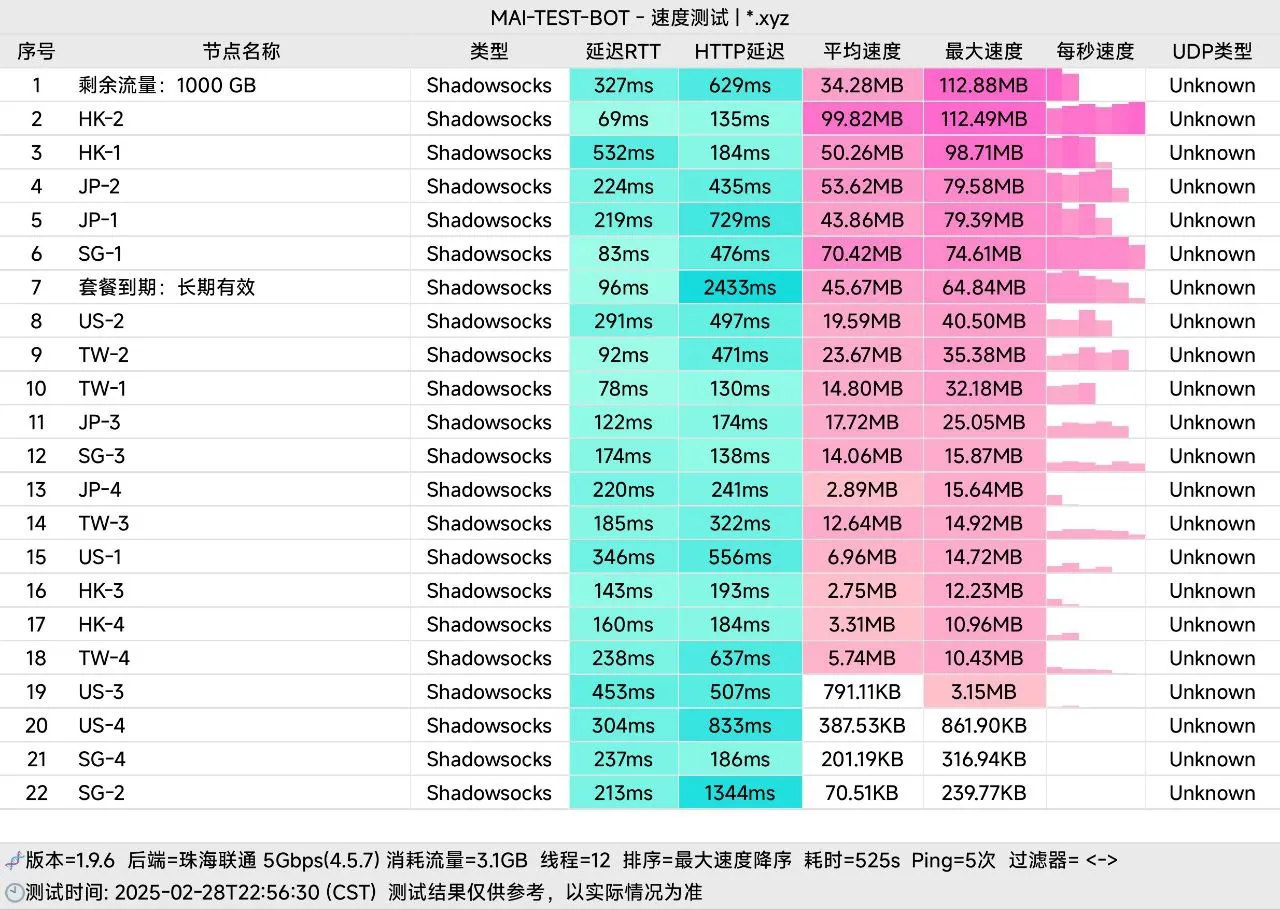 MAI-TEST-BOT - 速度测试 | *.xyz
序号 节点名称 类型 延迟RTT HTTP延迟 平均速度 最大速度 每秒速度 UDP类型
1 剩余流量：1000 GB Shadowsocks 327ms 629ms 34.28MB 112.88MB Unknown
2 HK-2 Shadowsocks 69ms 135ms 99.82MB 112.49MB Unknown
3 HK-1 Shadowsocks 532ms 184ms 50.26MB 98.71MB Unknown
4 JP-2 Shadowsocks 224ms 435ms 53.62MB 79.58MB Unknown
5 JP-1 Shadowsocks 219ms 729ms 43.86MB 79.39MB Unknown
6 SG-1 Shadowsocks 83ms 476ms 70.42MB 74.61MB Unknown
7 套餐到期：长期有效 Shadowsocks 96ms 2433ms 45.67MB 64.84MB Unknown
8 US-2 Shadowsocks 291ms 497ms 19.59MB 40.50MB Unknown
9 TW-2 Shadowsocks 92ms 471ms 23.67MB 35.38MB Unknown
10 TW-1 Shadowsocks 78ms 130ms 14.80MB 32.18MB Unknown
11 JP-3 Shadowsocks 122ms 174ms 17.72MB 25.05MB Unknown
12 SG-3 Shadowsocks 174ms 138ms 14.06MB 15.87MB Unknown
13 JP-4 Shadowsocks 220ms 241ms 2.89MB 15.64MB Unknown
14 TW-3 Shadowsocks 185ms 322ms 12.64MB 14.92MB Unknown
15 US-1 Shadowsocks 346ms 556ms 6.96MB 14.72MB Unknown
16 HK-3 Shadowsocks 143ms 193ms 2.75MB 12.23MB Unknown
17 HK-4 Shadowsocks 160ms 184ms 3.31MB 10.96MB Unknown
18 TW-4 Shadowsocks 238ms 637ms 5.74MB 10.43MB Unknown
19 US-3 Shadowsocks 453ms 507ms 791.11KB 3.15MB Unknown
20 US-4 Shadowsocks 304ms 833ms 387.53KB 861.90KB Unknown
21 SG-4 Shadowsocks 237ms 186ms 201.19KB 316.94KB Unknown
22 SG-2 Shadowsocks 213ms 1344ms 70.51KB 239.77KB Unknown
版本=1.9.6 后端=珠海联通 5Gbps(4.5.7) 消耗流量=3.1GB 线程=12 排序=最大速度降序 耗时=525s Ping=5次 过滤器= <->
测试时间: 2025-02-28T22:56:30 (CST) 测试结果仅供参考，以实际情况为准